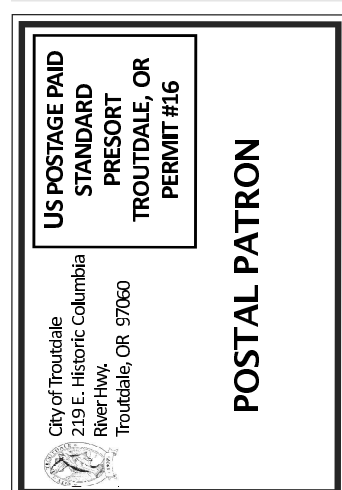 City of Troutdale
219 E. Historic Columbia
River Hwy.
Troutdale, OR 97060
US POSTAGE PAID
STANDARD
PRESORT
TROUTDALE, OR
PERMIT #16
POSTAL PATRON